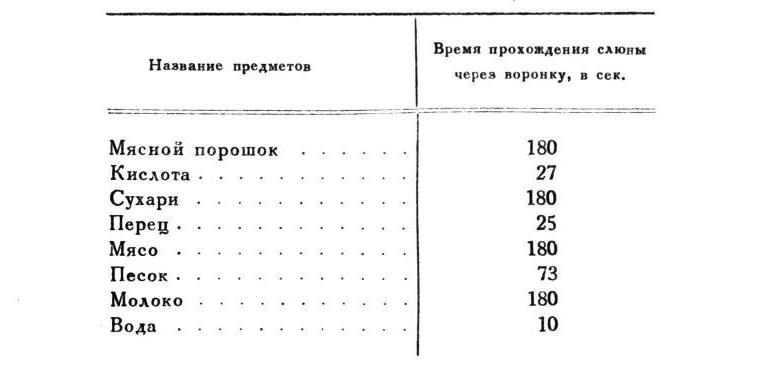 Название предметов
Время прохождения слюны
через воронку, в сек.
Мясной порошок . . . . . . 180
Кислота . . . . . . . . . . . 27
Сухари . . . . . . . . . . . 180
Перец . . . . . . . . . . . . 25
Мясо . . . . . . . . . . . . 180
Песок . . . . . . . . . . . . 73
Молоко . . . . . . . . . . . 180
Вода . . . . . . . . . . . . 10